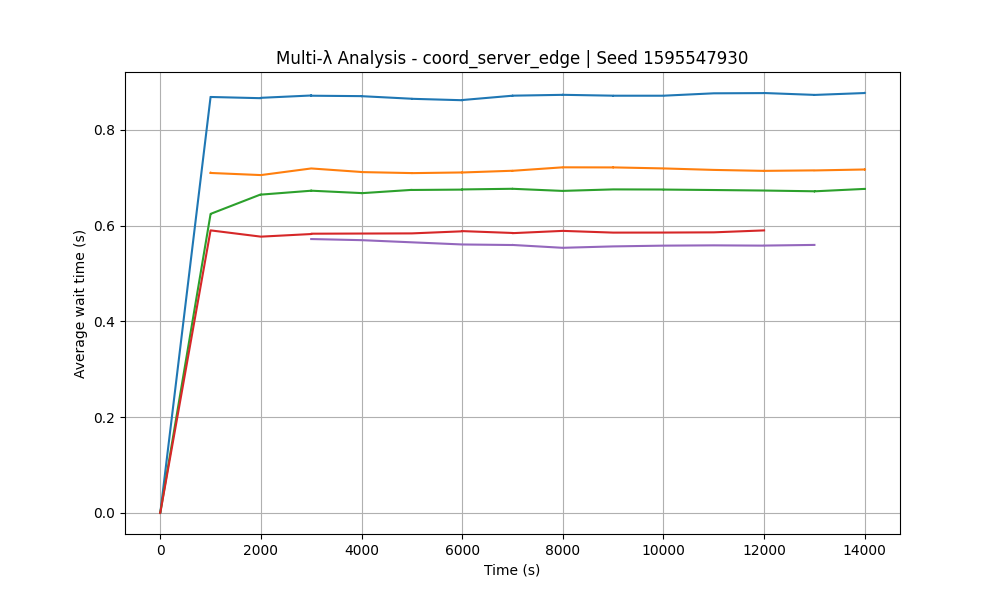 Multi-λ Analysis - coord_server_edge | Seed 1595547930
Average wait time (s)
0.8
0.6
0.4
0.2
0.0
0 2000 4000 6000 8000 10000 12000 14000
Time (s)